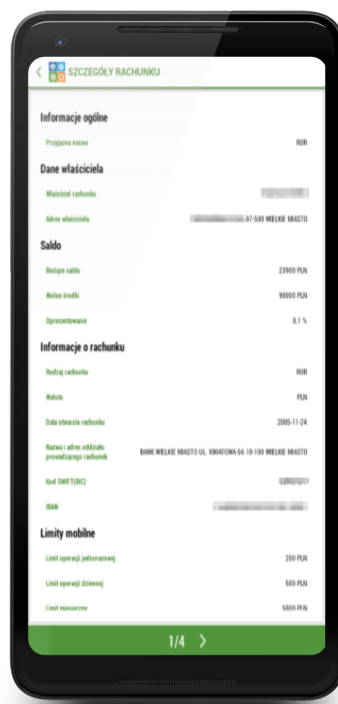 SZCZEGÓŁY RACHUNKU
Informacje ogólne
Przyjazna nazwa ROR
Dane właściciela
Właściciel rachunku
Adres właściciela 87-500 WIELKIE MIASTO
Saldo
Bieżące saldo 23900 PLN
Wolne środki 90000 PLN
Oprocentowanie 0.1 %
Informacje o rachunku
Rodzaj rachunku ROR
Waluta PLN
Data otwarcia rachunku 2005-11-24
Nazwa i adres oddziału
prowadzącego rachunek BANK WIELKIE MIASTO UL. KWIATOWA 66 10-100 WIELKIE MIASTO
Kod SWIFT(BIC)
IBAN
Limity mobilne
Limit operacji jednorazowej 200 PLN
Limit operacji dziennej 500 PLN
Limit miesięczny 5000 PLN
1/4